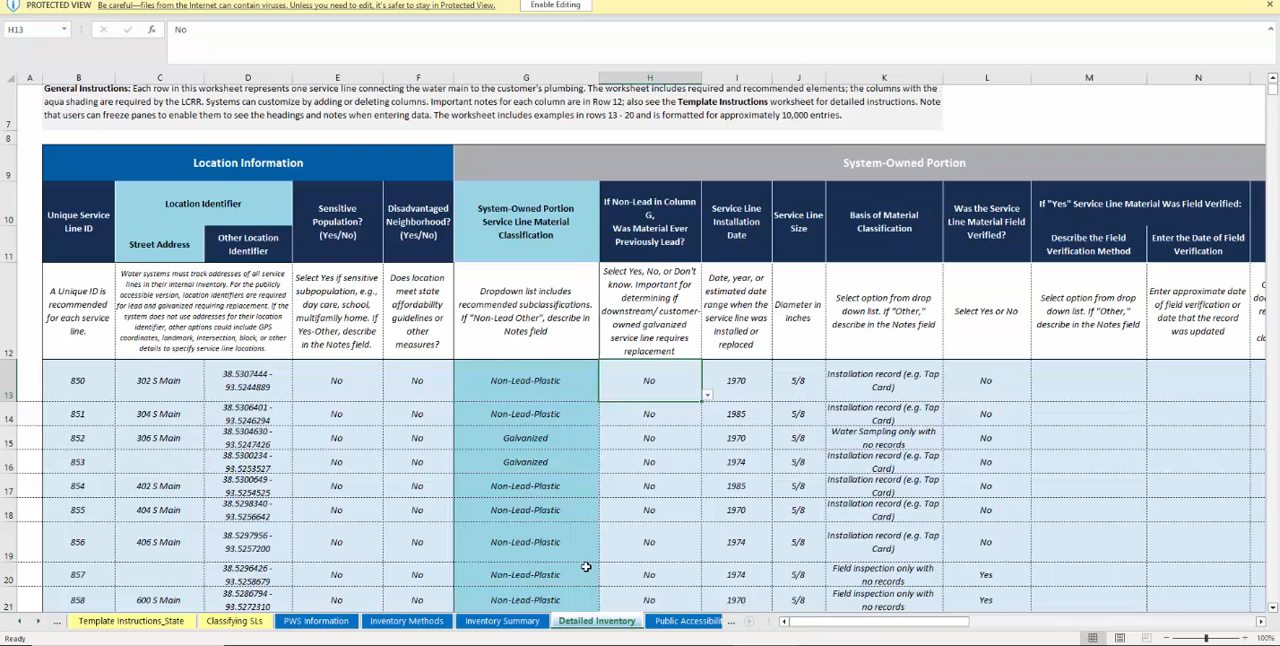 PROTECTED VIEW Be careful—files from the Internet can contain viruses. Unless you need to edit, it's safer to stay in Protected View. Enable Editing
H13 fx No
A B C D E F G H I J K L M N
General Instructions: Each row in this worksheet represents one service line connecting the water main to the customer's plumbing. The worksheet includes required and recommended elements; the columns with the
aqua shading are required by the LCRR. Systems can customize by adding or deleting columns. Important notes for each column are in Row 12; also see the Template Instructions worksheet for detailed instructions. Note
that users can freeze panes to enable them to see the headings and notes when entering data. The worksheet includes examples in rows 13 - 20 and is formatted for approximately 10,000 entries.
7
8
9
Location Information
System-Owned Portion
10
11
Unique Service
Line ID
Location Identifier
Street Address
Other Location
Identifier
Sensitive
Population?
(Yes/No)
Disadvantaged
Neighborhood?
(Yes/No)
System-Owned Portion
Service Line Material
Classification
If Non-Lead in Column
G,
Was Material Ever
Previously Lead?
Service Line
Installation
Date
Service Line
Size
Basis of Material
Classification
Was the Service
Line Material Field
Verified?
If "Yes" Service Line Material Was Field Verified:
Describe the Field
Verification Method
Enter the Date of Field
Verification
12
A Unique ID is
recommended
for each service
line.
Water systems must track addresses of all service
lines in their internal inventory. For the publicly
accessible version, location identifiers are required
for lead and galvanized requiring replacement. If the
system does not use addresses for their location
identifier, other options could include GPS
coordinates, landmark, intersection, block, or other
details to specify service line locations.
Select Yes if sensitive
subpopulation, e.g.,
day care, school,
multifamily home. If
Yes-Other, describe
in the Notes field.
Does location
meet state
affordability
guidelines or
other
measures?
Dropdown list includes
recommended subclassifications.
If "Non-Lead Other", describe in
Notes field
Select Yes, No, or Don't
know. Important for
determining if
downstream/ customer-
owned galvanized
service line requires
replacement
Date, year, or
estimated date
range when the
service line was
installed or
replaced
Diameter in
inches
Select option from drop
down list. If "Other,"
describe in the Notes field
Select Yes or No
Select option from drop
down list. If "Other,"
describe in the Notes field
Enter approximate date
of field verification or
date that the record
was updated
13 850 302 S Main 38.5307444 -
93.5244889 No No Non-Lead-Plastic No 1970 5/8 Installation record (e.g. Tap
Card) No
14 851 304 S Main 38.5306401 -
93.5246294 No No Non-Lead-Plastic No 1985 5/8 Installation record (e.g. Tap
Card) No
15 852 306 S Main 38.5304630 -
93.5247426 No No Galvanized No 1970 5/8 Water Sampling only with
no records No
16 853 38.5300234 -
93.5253527 No No Galvanized No 1974 5/8 Installation record (e.g. Tap
Card) No
17 854 402 S Main 38.5300649 -
93.5254525 No No Non-Lead-Plastic No 1985 5/8 Installation record (e.g. Tap
Card) No
18 855 404 S Main 38.5298340 -
93.5256642 No No Non-Lead-Plastic No 1970 5/8 Installation record (e.g. Tap
Card) No
19 856 406 S Main 38.5297956 -
93.5257200 No No Non-Lead-Plastic No 1974 5/8 Installation record (e.g. Tap
Card) No
20 857 38.5296426 -
93.5258679 No No Non-Lead-Plastic No 1974 5/8 Field inspection only with
no records Yes
21 858 600 S Main 38.5286794 -
93.5272310 No No Non-Lead-Plastic No 1970 5/8 Field inspection only with
no records Yes
... Template Instructions_State Classifying SLs PWS Information Inventory Methods Inventory Summary Detailed Inventory Public Accessibilit ...
Ready 100%